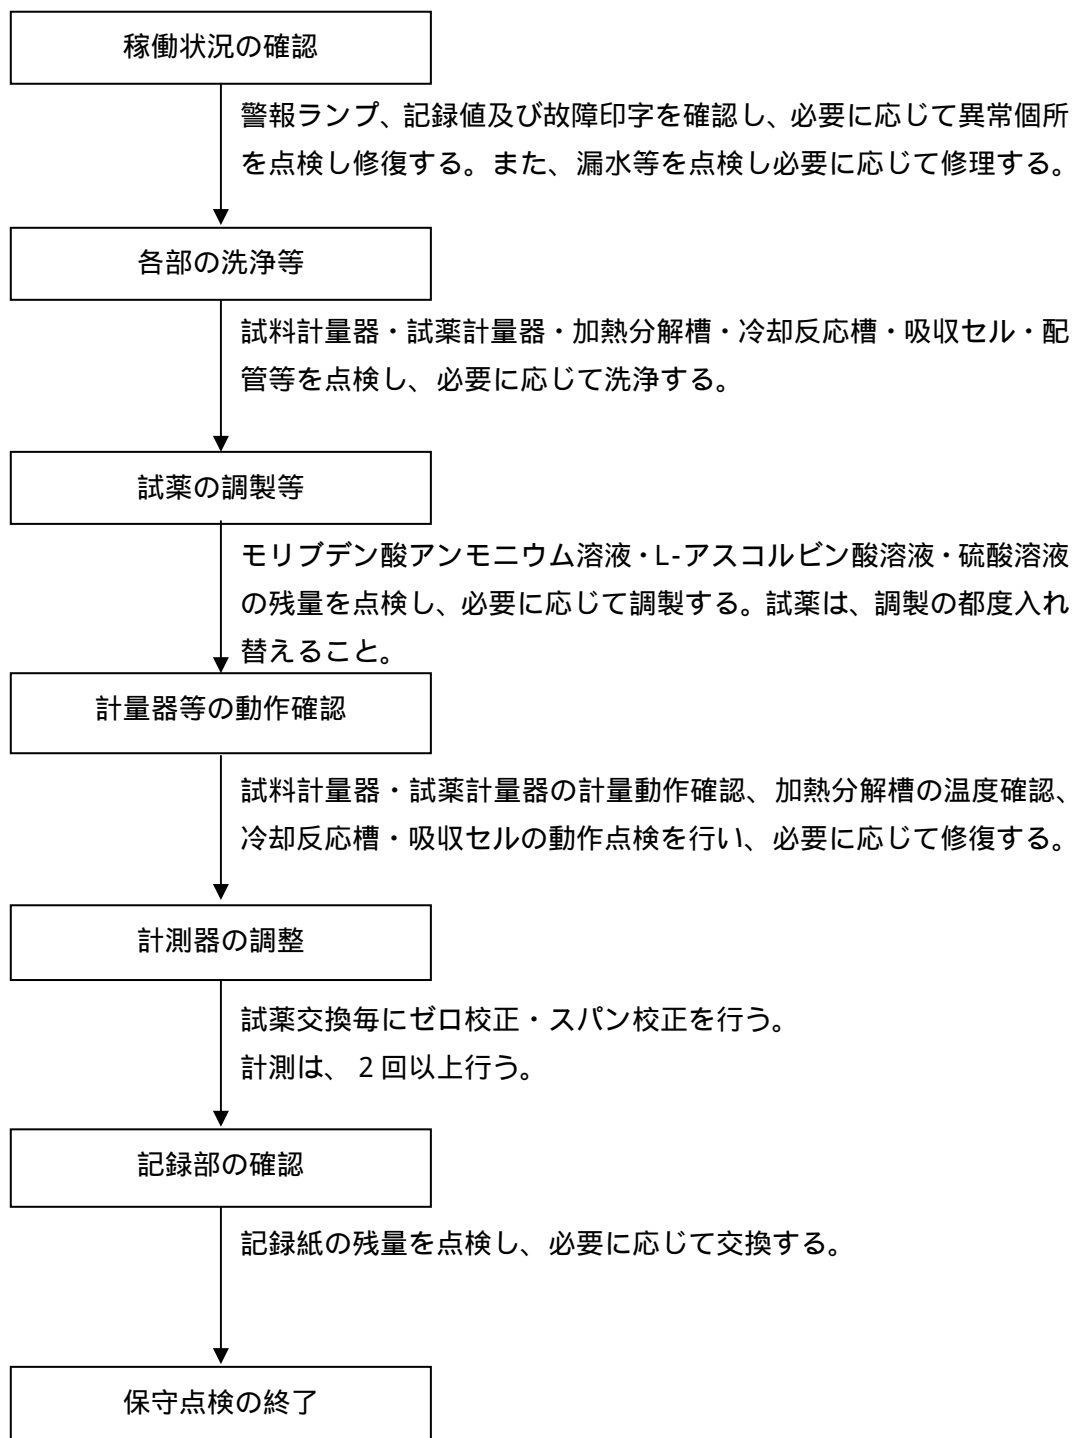 稼働状況の確認
警報ランプ、記録値及び故障印字を確認し、必要に応じて異常個所
を点検し修復する。また、漏水等を点検し必要に応じて修理する。
各部の洗浄等
試料計量器・試薬計量器・加熱分解槽・冷却反応槽・吸収セル・配
管等を点検し、必要に応じて洗浄する。
試薬の調製等
モリブデン酸アンモニウム溶液・L-アスコルビン酸溶液・硫酸溶液
の残量を点検し、必要に応じて調製する。試薬は、調製の都度入れ
替えること。
計量器等の動作確認
試料計量器・試薬計量器の計量動作確認、加熱分解槽の温度確認、
冷却反応槽・吸収セルの動作点検を行い、必要に応じて修復する。
計測器の調整
試薬交換毎にゼロ校正・スパン校正を行う。
計測は、2回以上行う。
記録部の確認
記録紙の残量を点検し、必要に応じて交換する。
保守点検の終了